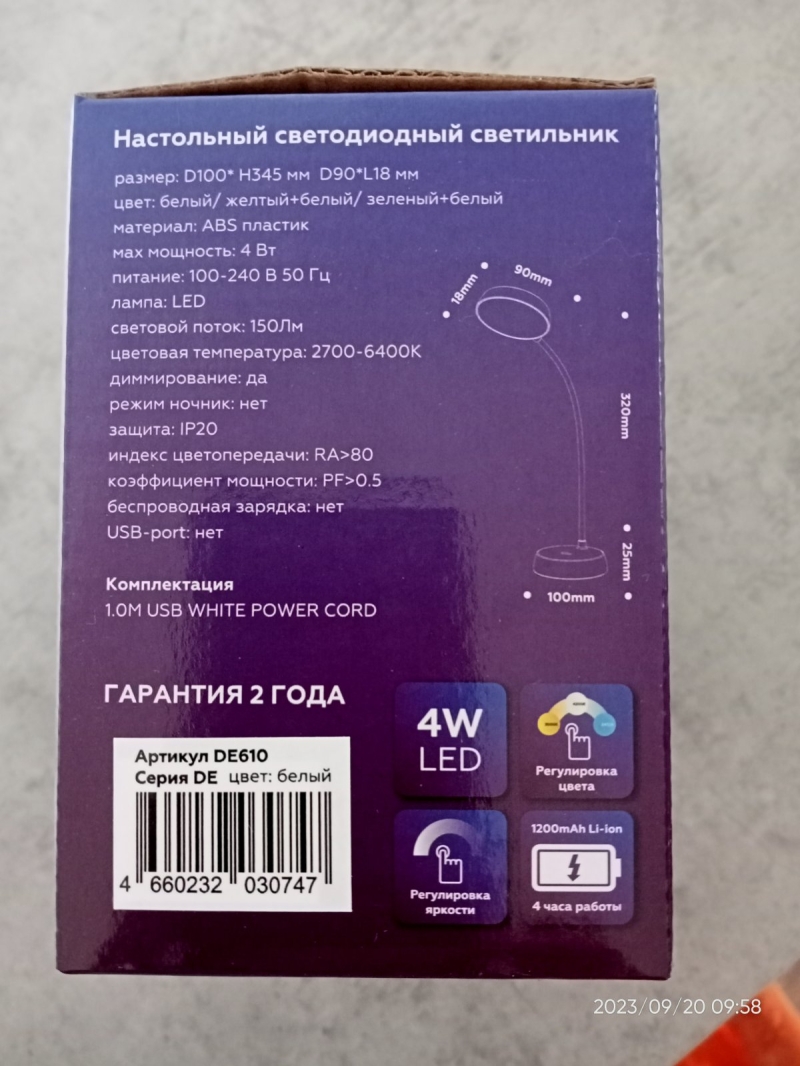 Настольный светодиодный светильник
размер: D100* H345 мм D90*L18 мм
цвет: белый/ желтый+белый/ зеленый+белый
материал: ABS пластик
мах мощность: 4 Вт
питание: 100-240 В 50 Гц
лампа: LED
световой поток: 150Лм
цветовая температура: 2700-6400K
диммирование: да
режим ночник: нет
защита: IP20
индекс цветопередачи: RA>80
коэффициент мощности: PF>0.5
беспроводная зарядка: нет
USB-port: нет
18mm
90mm
320mm
25mm
100mm
Комплектация
1.0M USB WHITE POWER CORD
ГАРАНТИЯ 2 ГОДА
Артикул DE610
Серия DE цвет: белый
4 660232 030747
4W
LED
Регулировка
цвета
Регулировка
яркости
1200mAh Li-ion
4 часа работы
2023/09/20 09:58